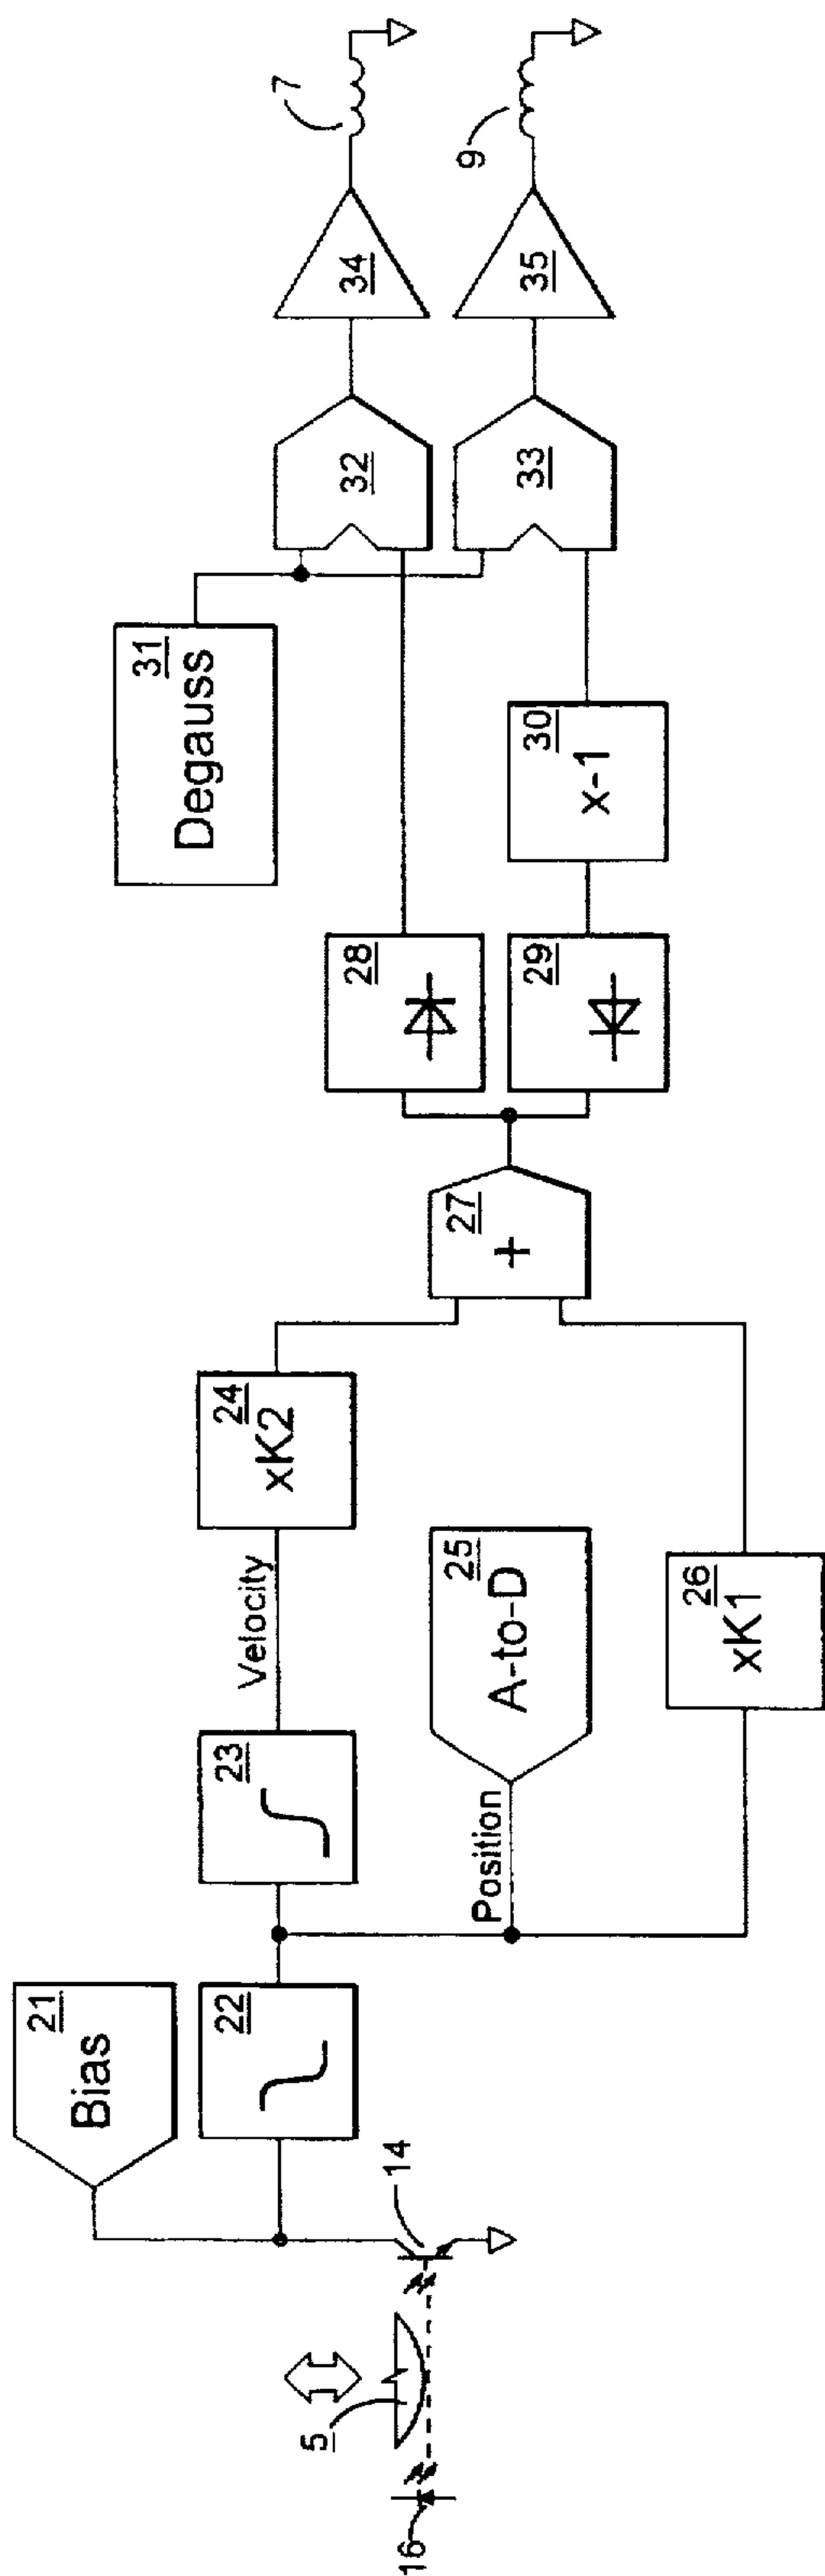 16
5
14
21
Bias
22
23
Velocity
24
xK2
Position
25
A-to-D
26
xK1
27
+
28
29
30
x-1
31
Degauss
32
33
34
35
7
9